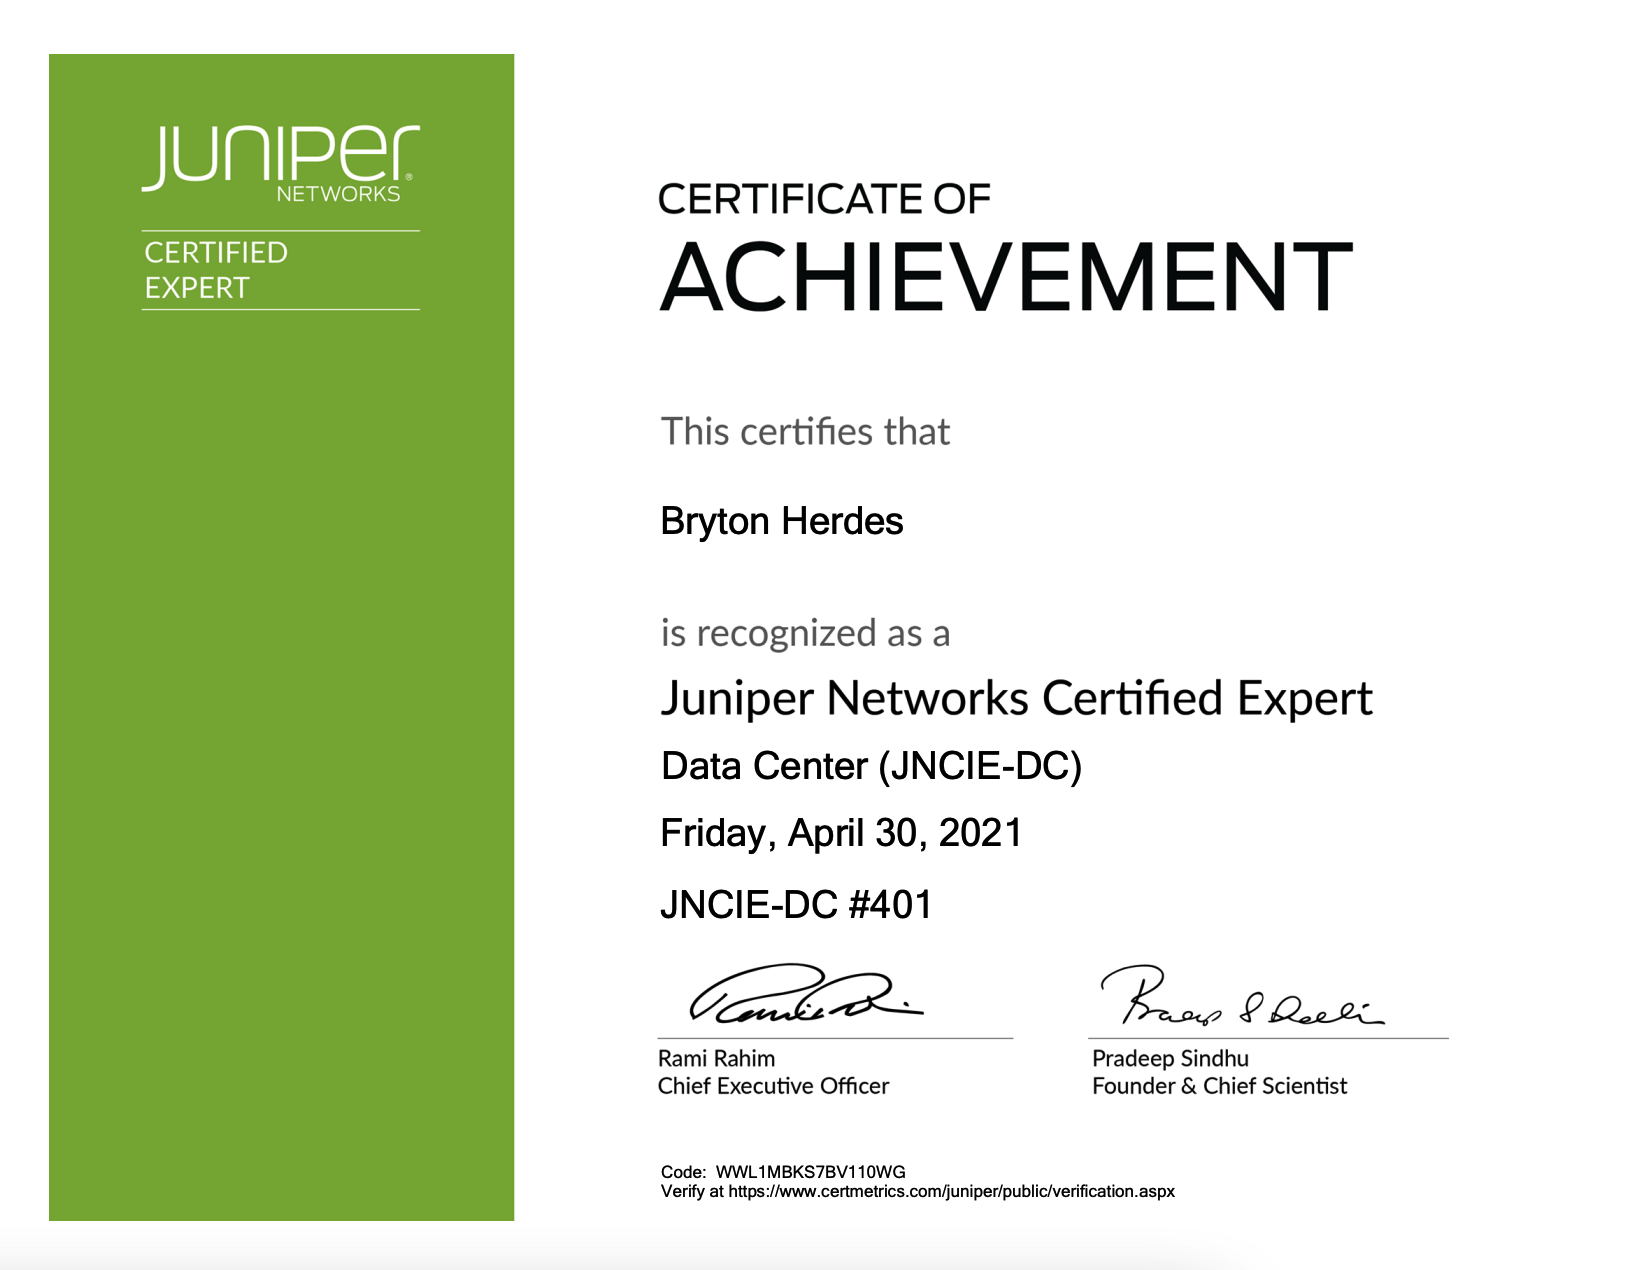 Juniper
NETWORKS
CERTIFIED
EXPERT
CERTIFICATE OF
ACHIEVEMENT
This certifies that
Bryton Herdes
is recognized as a
Juniper Networks Certified Expert
Data Center (JNCIE-DC)
Friday, April 30, 2021
JNCIE-DC #401
Rami Rahim
Chief Executive Officer
Pradeep Sindhu
Founder & Chief Scientist
Code: WWL1MBKS7BV110WG
Verify at https://www.certmetrics.com/juniper/public/verification.aspx